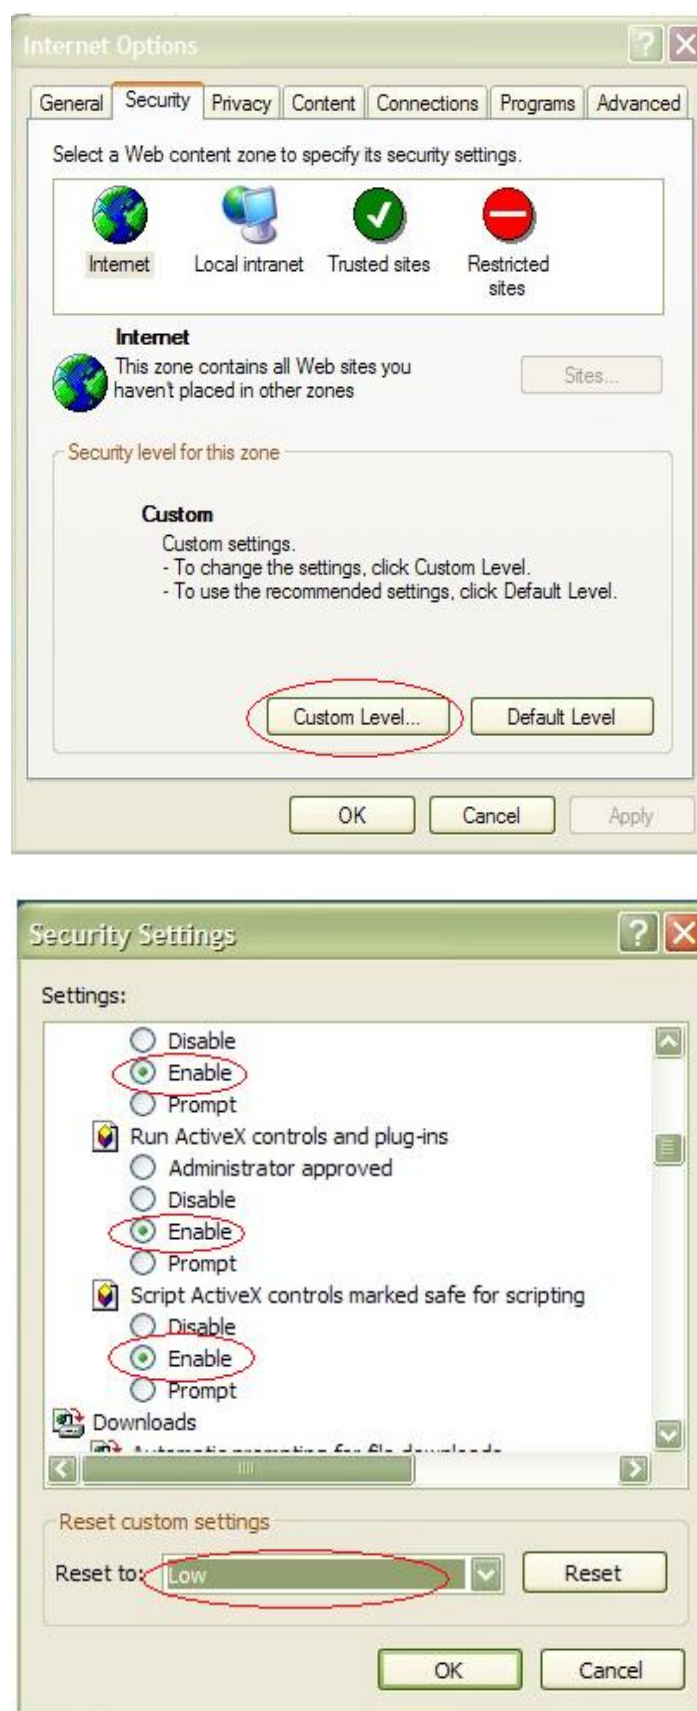 Internet Options
General Security Privacy Content Connections Programs Advanced
Select a Web content zone to specify its security settings.
Internet Local intranet Trusted sites Restricted sites
Internet
This zone contains all Web sites you
haven't placed in other zones
Sites...
Security level for this zone
Custom
Custom settings.
- To change the settings, click Custom Level.
- To use the recommended settings, click Default Level.
Custom Level... Default Level
OK Cancel Apply
Security Settings
Settings:
Disable
Enable
Prompt
Run ActiveX controls and plug-ins
Administrator approved
Disable
Enable
Prompt
Script ActiveX controls marked safe for scripting
Disable
Enable
Prompt
Downloads
Automatic prompting for file downloads
Reset custom settings
Reset to: Low Reset
OK Cancel